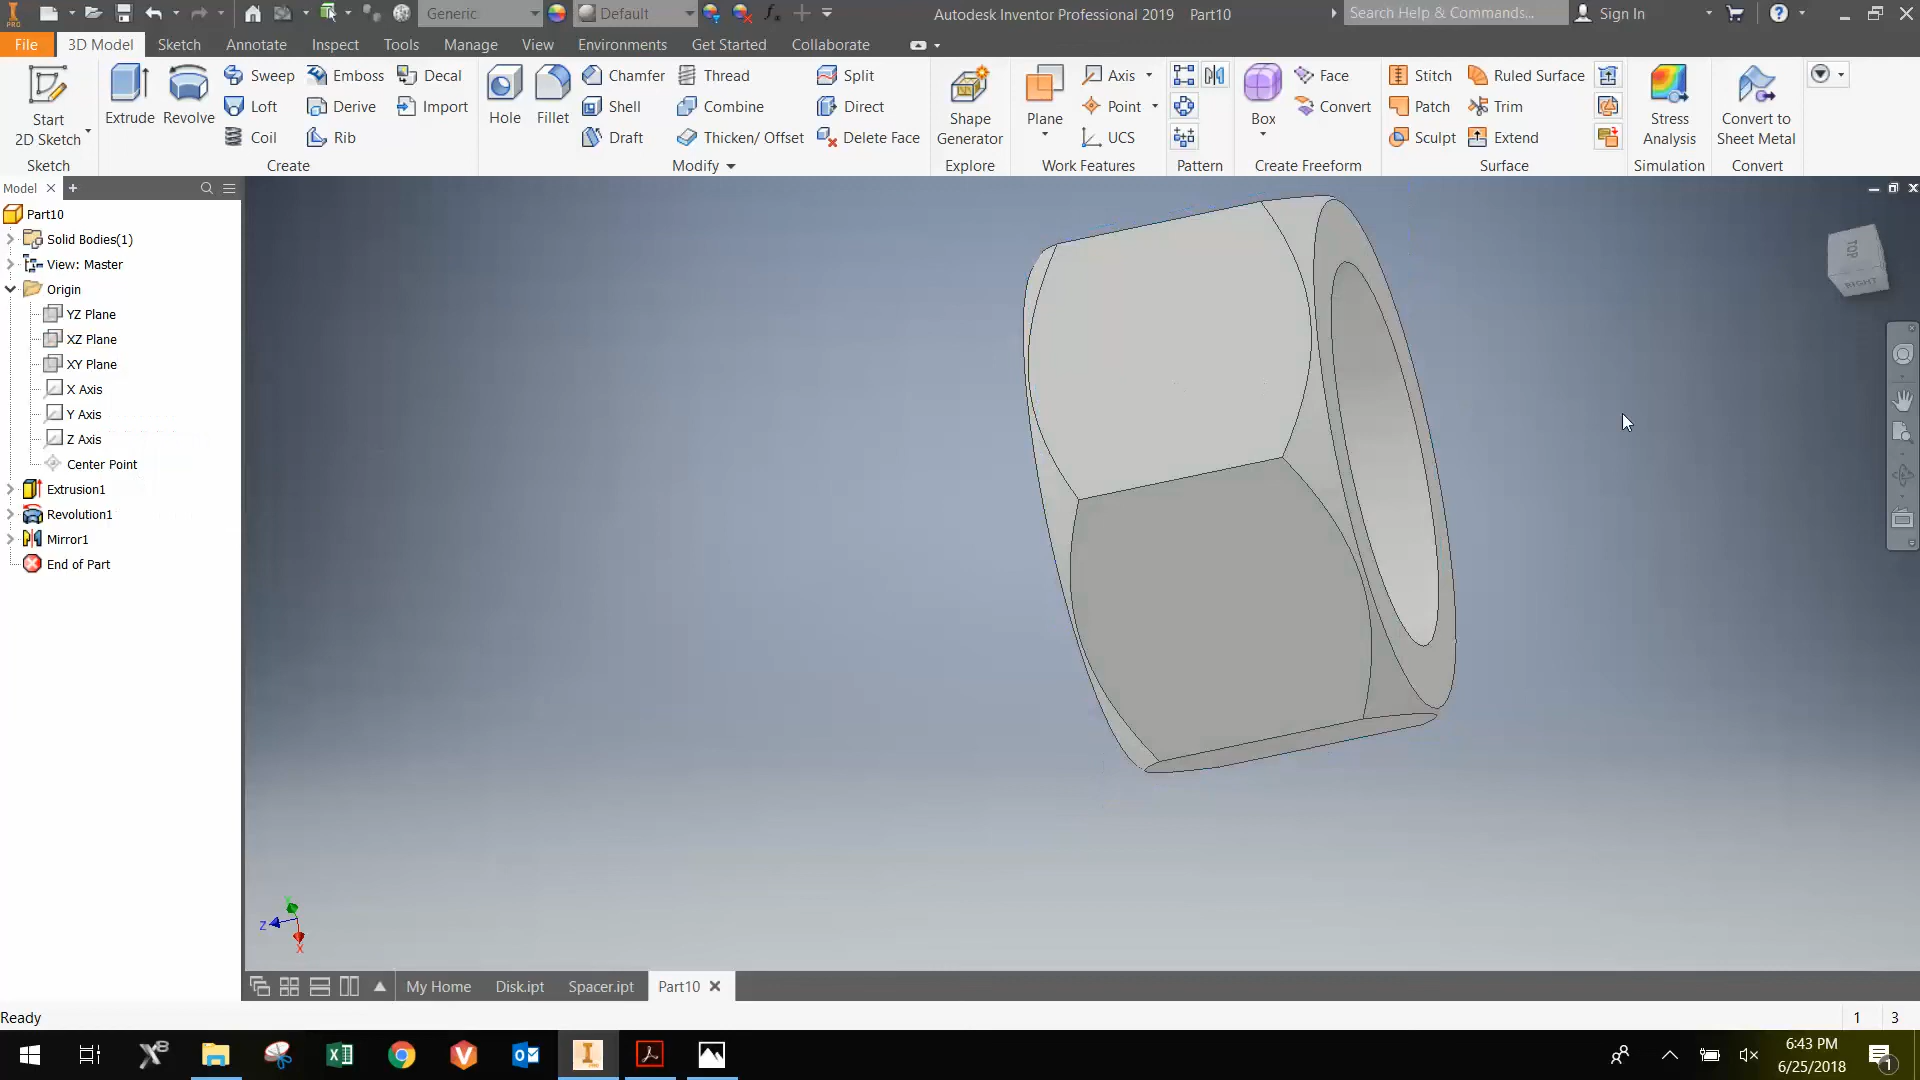 PRO Generic Default Autodesk Inventor Professional 2019 Part10 Search Help & Commands... Sign In
File 3D Model Sketch Annotate Inspect Tools Manage View Environments Get Started Collaborate
Start 2D Sketch
Sketch
Extrude Revolve
Sweep Emboss Decal
Loft Derive Import
Coil Rib
Create
Hole Fillet
Chamfer Thread Split
Shell Combine Direct
Draft Thicken/ Offset Delete Face
Modify
Shape Generator
Explore
Plane
Axis
Point
UCS
Work Features
Pattern
Box
Face
Convert
Create Freeform
Stitch Ruled Surface
Patch Trim
Sculpt Extend
Surface
Stress Analysis
Simulation
Convert to Sheet Metal
Convert
Model
Part10
Solid Bodies(1)
View: Master
Origin
YZ Plane
XZ Plane
XY Plane
X Axis
Y Axis
Z Axis
Center Point
Extrusion1
Revolution1
Mirror1
End of Part
TOP
RIGHT
Z
X
My Home Disk.ipt Spacer.ipt Part10
Ready 1 3
6:43 PM
6/25/2018
1